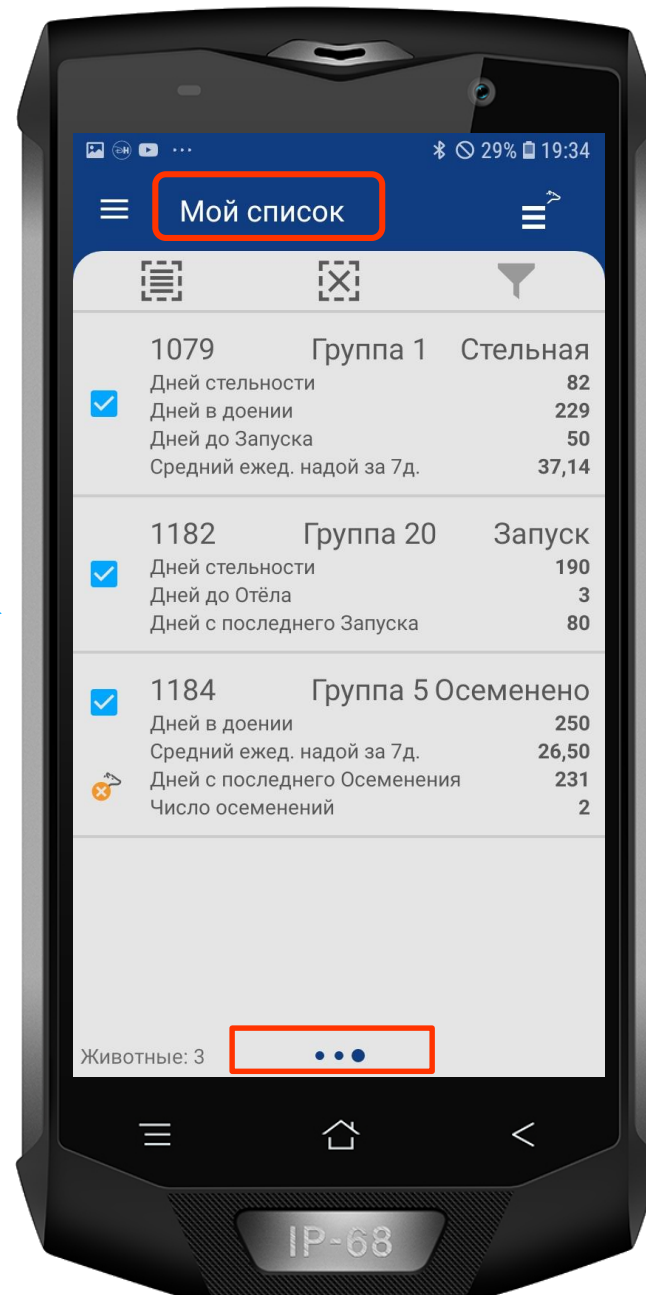 29% 19:34
Мой список
1079 Группа 1 Стельная
Дней стельности 82
Дней в доении 229
Дней до Запуска 50
Средний ежед. надой за 7д. 37,14
1182 Группа 20 Запуск
Дней стельности 190
Дней до Отёла 3
Дней с последнего Запуска 80
1184 Группа 5 Осеменено
Дней в доении 250
Средний ежед. надой за 7д. 26,50
Дней с последнего Осеменения 231
Число осеменений 2
Животные: 3
IP-68